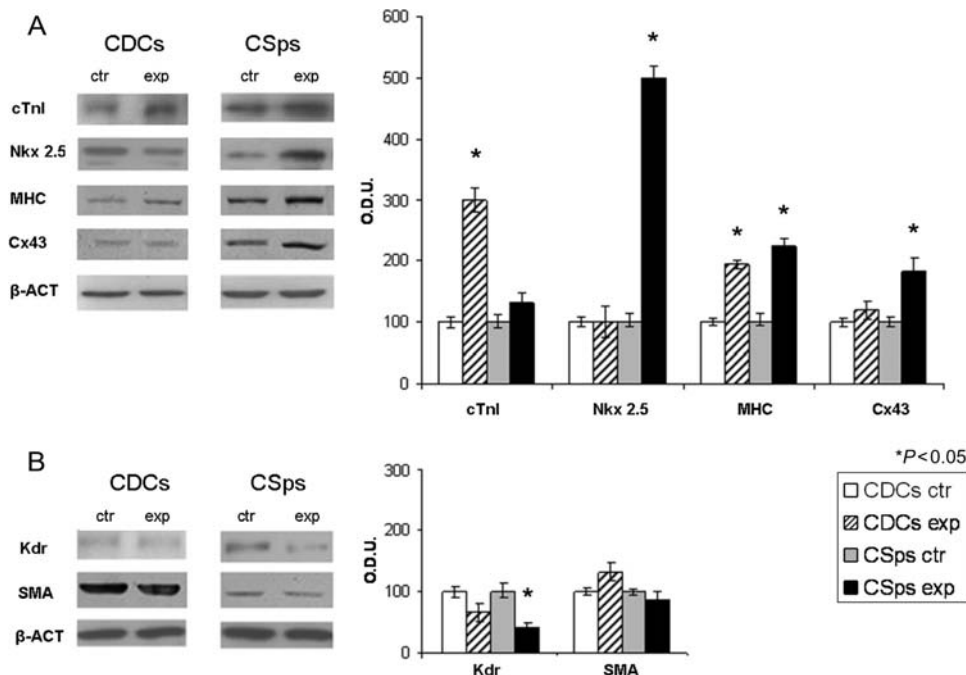 A
CDCs CSps
ctr exp ctr exp
cTnI
Nkx 2.5
MHC
Cx43
β-ACT
O.D.U.
600
500
400
300
200
100
0
cTnI Nkx 2.5 MHC Cx43
* * * * *
*P<0.05
CDCs ctr
CDCs exp
CSps ctr
CSps exp
B
CDCs CSps
ctr exp ctr exp
Kdr
SMA
β-ACT
O.D.U.
300
200
100
0
*
Kdr SMA